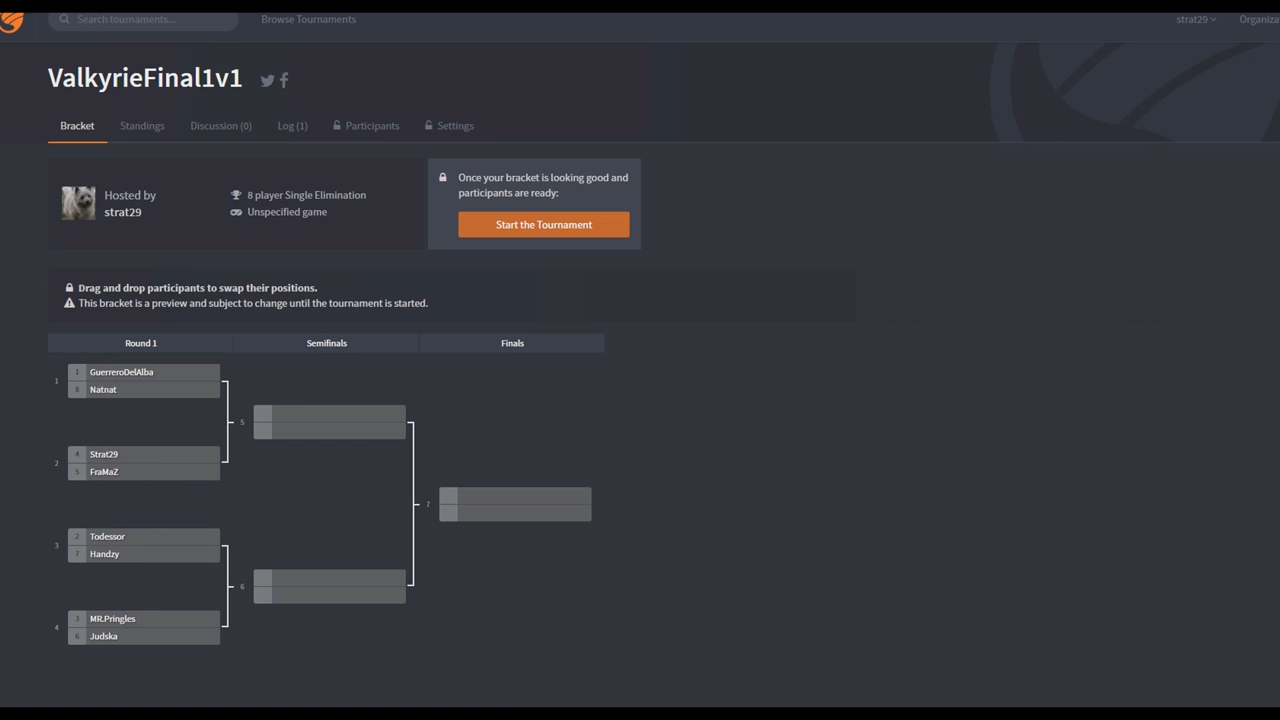 Search tournaments...
Browse Tournaments
strat29
Organiza
ValkyrieFinal1v1
Bracket
Standings
Discussion (0)
Log (1)
Participants
Settings
Hosted by
strat29
8 player Single Elimination
Unspecified game
Once your bracket is looking good and
participants are ready:
Start the Tournament
Drag and drop participants to swap their positions.
This bracket is a preview and subject to change until the tournament is started.
Round 1
Semifinals
Finals
1
1 GuerreroDelAlba
8 Natnat
2
4 Strat29
5 FraMaZ
3
2 Todessor
7 Handzy
4
3 MR.Pringles
6 Judska
5
6
7